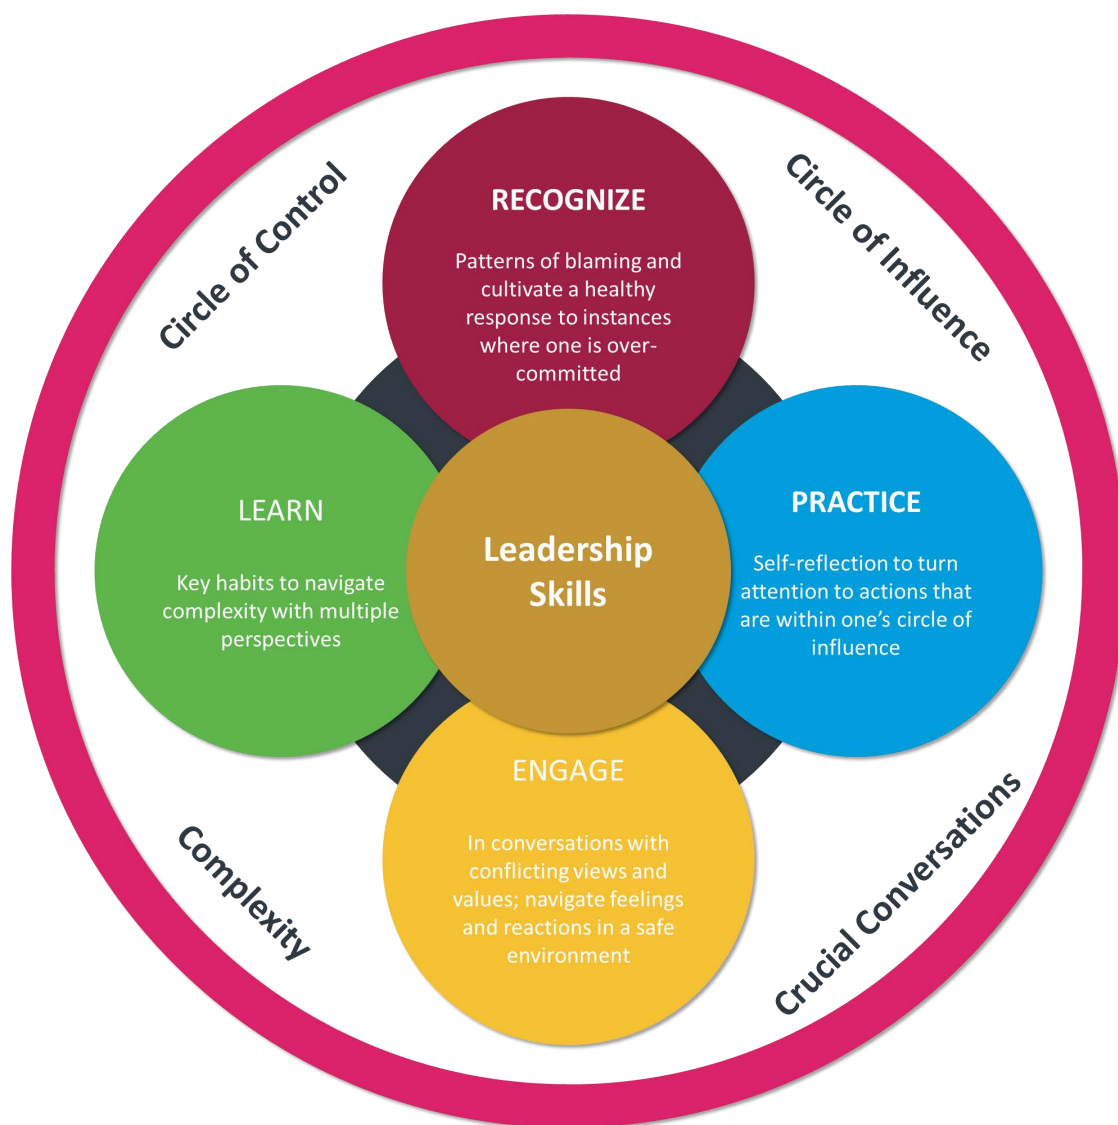 Circle of Control
Circle of Influence
RECOGNIZE
Patterns of blaming and
cultivate a healthy
response to instances
where one is over-
committed
LEARN
Key habits to navigate
complexity with multiple
perspectives
Leadership
Skills
PRACTICE
Self-reflection to turn
attention to actions that
are within one’s circle of
influence
ENGAGE
In conversations with
conflicting views and
values; navigate feelings
and reactions in a safe
environment
Complexity
Crucial Conversations